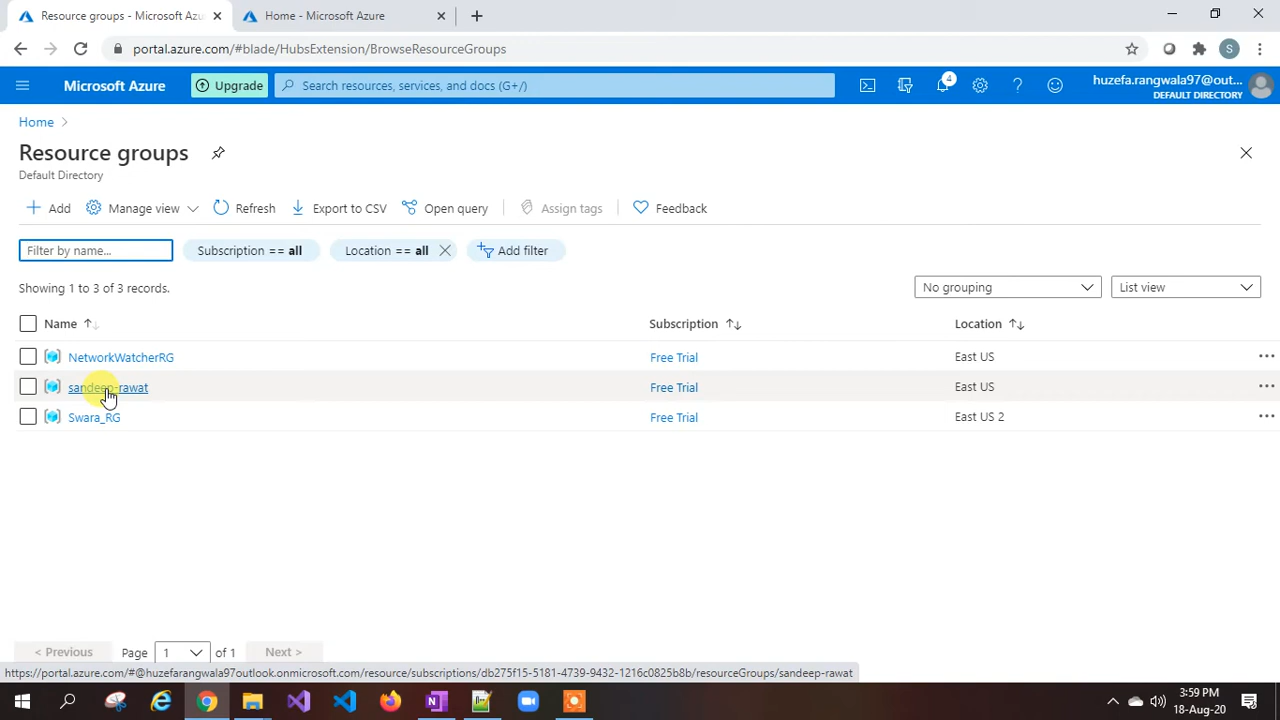 Resource groups - Microsoft Azu
Home - Microsoft Azure
portal.azure.com/#blade/HubsExtension/BrowseResourceGroups
S
Microsoft Azure
Upgrade
Search resources, services, and docs (G+/)
4
huzefa.rangwala97@out...
DEFAULT DIRECTORY
Home
Resource groups
Default Directory
Add
Manage view
Refresh
Export to CSV
Open query
Assign tags
Feedback
Filter by name...
Subscription == all
Location == all
Add filter
Showing 1 to 3 of 3 records.
No grouping
List view
Name
Subscription
Location
NetworkWatcherRG
Free Trial
East US
sandeep-rawat
Free Trial
East US
Swara_RG
Free Trial
East US 2
< Previous
Page
1
of 1
Next >
https://portal.azure.com/#@huzefarangwala97outlook.onmicrosoft.com/resource/subscriptions/db275f15-5181-4739-9432-1216c0825b8b/resourceGroups/sandeep-rawat
3:59 PM
18-Aug-20